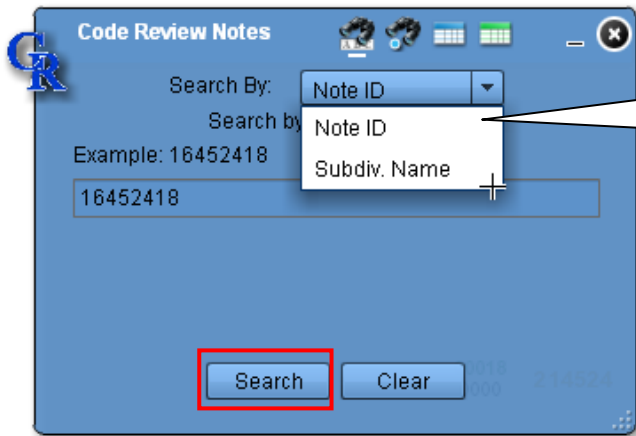 Code Review Notes
CR
Search By: Note ID
Search by
Note ID
Example: 16452418
Subdiv. Name
16452418
Search Clear
214524